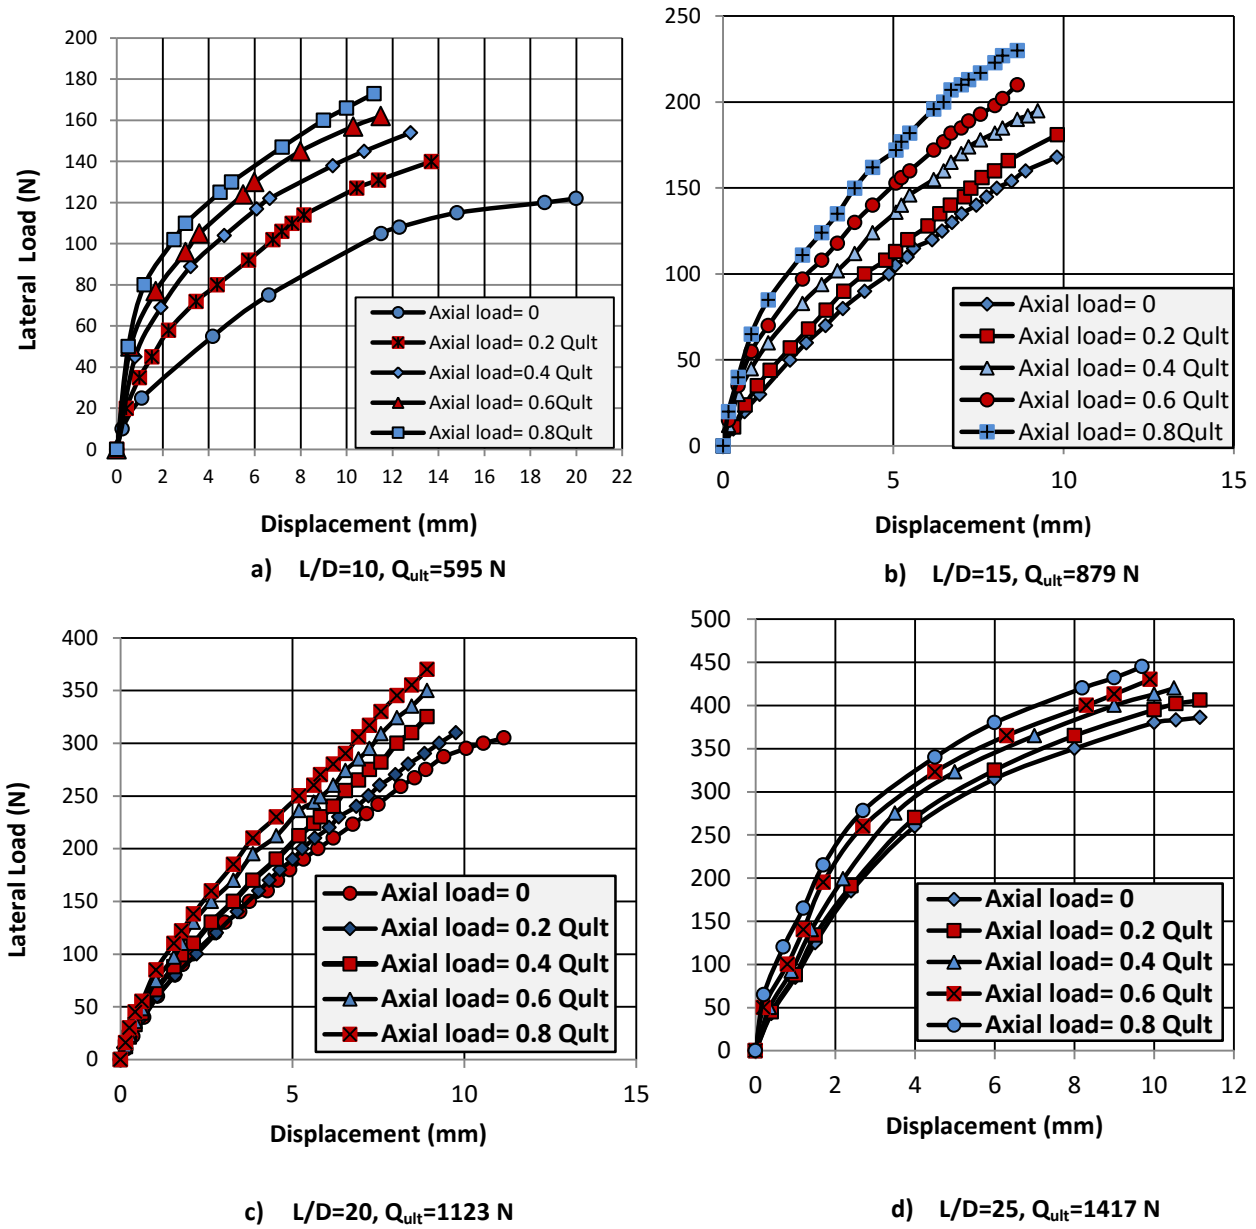 200
180
160
140
120
100
80
60
40
20
0
Lateral Load (N)
Axial load= 0
Axial load= 0.2 Qult
Axial load=0.4 Qult
Axial load= 0.6Qult
Axial load= 0.8Qult
0 2 4 6 8 10 12 14 16 18 20 22
Displacement (mm)
a) L/D=10, Qult=595 N
250
200
150
100
50
0
Axial load= 0
Axial load= 0.2 Qult
Axial load= 0.4 Qult
Axial load= 0.6 Qult
Axial load= 0.8Qult
0 5 10 15
Displacement (mm)
b) L/D=15, Qult=879 N
400
350
300
250
200
150
100
50
0
Lateral Load (N)
Axial load= 0
Axial load= 0.2 Qult
Axial load= 0.4 Qult
Axial load= 0.6 Qult
Axial load= 0.8 Qult
0 5 10 15
Displacement (mm)
c) L/D=20, Qult=1123 N
500
450
400
350
300
250
200
150
100
50
0
Axial load= 0
Axial load= 0.2 Qult
Axial load= 0.4 Qult
Axial load= 0.6 Qult
Axial load= 0.8 Qult
0 2 4 6 8 10 12
Displacement (mm)
d) L/D=25, Qult=1417 N